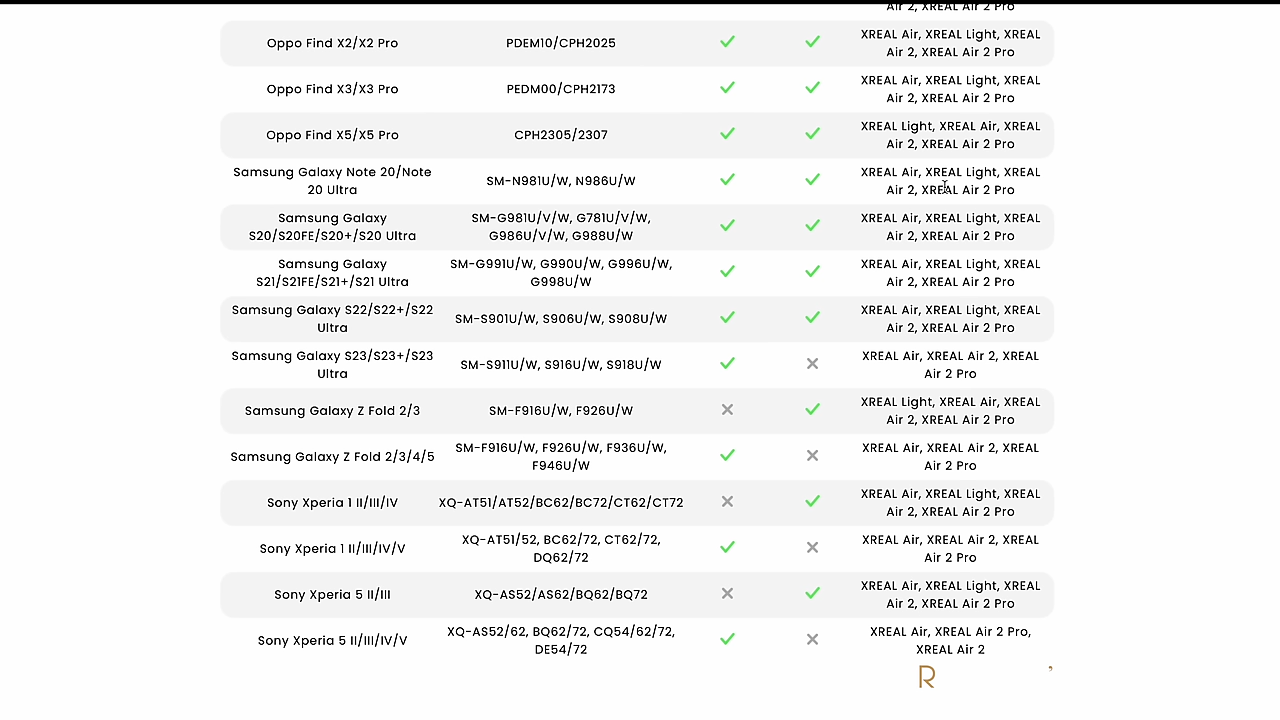 Air 2, XREAL Air 2 Pro
Oppo Find X2/X2 Pro
PDEM10/CPH2025
XREAL Air, XREAL Light, XREAL
Air 2, XREAL Air 2 Pro
Oppo Find X3/X3 Pro
PEDM00/CPH2173
XREAL Air, XREAL Light, XREAL
Air 2, XREAL Air 2 Pro
Oppo Find X5/X5 Pro
CPH2305/2307
XREAL Light, XREAL Air, XREAL
Air 2, XREAL Air 2 Pro
Samsung Galaxy Note 20/Note
20 Ultra
SM-N981U/W, N986U/W
XREAL Air, XREAL Light, XREAL
Air 2, XREAL Air 2 Pro
Samsung Galaxy
S20/S20FE/S20+/S20 Ultra
SM-G981U/V/W, G781U/V/W,
G986U/V/W, G988U/W
XREAL Air, XREAL Light, XREAL
Air 2, XREAL Air 2 Pro
Samsung Galaxy
S21/S21FE/S21+/S21 Ultra
SM-G991U/W, G990U/W, G996U/W,
G998U/W
XREAL Air, XREAL Light, XREAL
Air 2, XREAL Air 2 Pro
Samsung Galaxy S22/S22+/S22
Ultra
SM-S901U/W, S906U/W, S908U/W
XREAL Air, XREAL Light, XREAL
Air 2, XREAL Air 2 Pro
Samsung Galaxy S23/S23+/S23
Ultra
SM-S911U/W, S916U/W, S918U/W
XREAL Air, XREAL Air 2, XREAL
Air 2 Pro
Samsung Galaxy Z Fold 2/3
SM-F916U/W, F926U/W
XREAL Light, XREAL Air, XREAL
Air 2, XREAL Air 2 Pro
Samsung Galaxy Z Fold 2/3/4/5
SM-F916U/W, F926U/W, F936U/W,
F946U/W
XREAL Air, XREAL Air 2, XREAL
Air 2 Pro
Sony Xperia 1 II/III/IV
XQ-AT51/AT52/BC62/BC72/CT62/CT72
XREAL Air, XREAL Light, XREAL
Air 2, XREAL Air 2 Pro
Sony Xperia 1 II/III/IV/V
XQ-AT51/52, BC62/72, CT62/72,
DQ62/72
XREAL Air, XREAL Air 2, XREAL
Air 2 Pro
Sony Xperia 5 II/III
XQ-AS52/AS62/BQ62/BQ72
XREAL Air, XREAL Light, XREAL
Air 2, XREAL Air 2 Pro
Sony Xperia 5 II/III/IV/V
XQ-AS52/62, BQ62/72, CQ54/62/72,
DE54/72
XREAL Air, XREAL Air 2 Pro,
XREAL Air 2
R ’